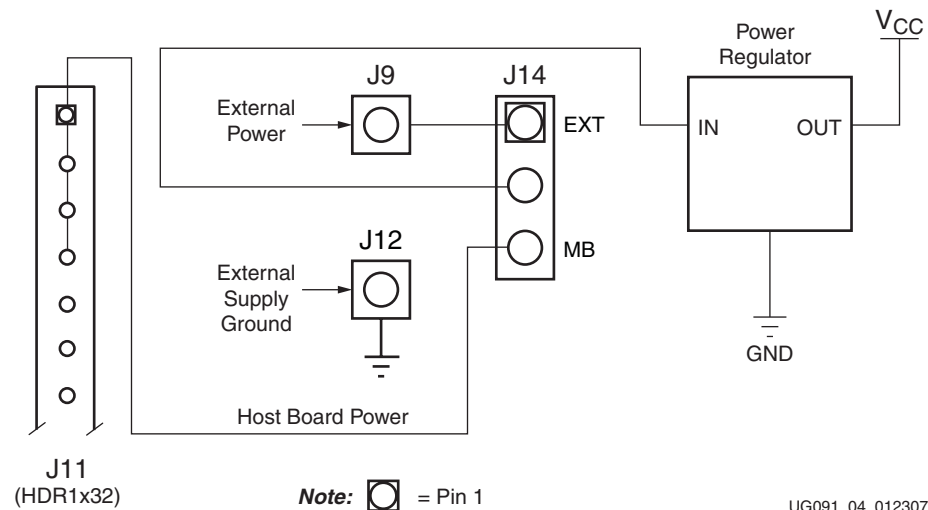 Power
Regulator
VCC
J9
J14
External
Power
EXT
IN
OUT
J12
MB
External
Supply
Ground
GND
Host Board Power
J11
(HDR1x32)
Note: = Pin 1
UG091_04_012307